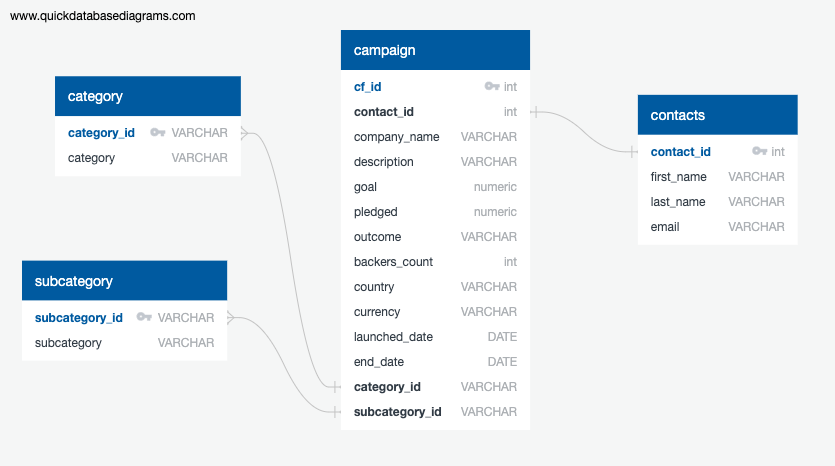 www.quickdatabasediagrams.com
category
category_id VARCHAR
category VARCHAR
subcategory
subcategory_id VARCHAR
subcategory VARCHAR
campaign
cf_id int
contact_id int
company_name VARCHAR
description VARCHAR
goal numeric
pledged numeric
outcome VARCHAR
backers_count int
country VARCHAR
currency VARCHAR
launched_date DATE
end_date DATE
category_id VARCHAR
subcategory_id VARCHAR
contacts
contact_id int
first_name VARCHAR
last_name VARCHAR
email VARCHAR